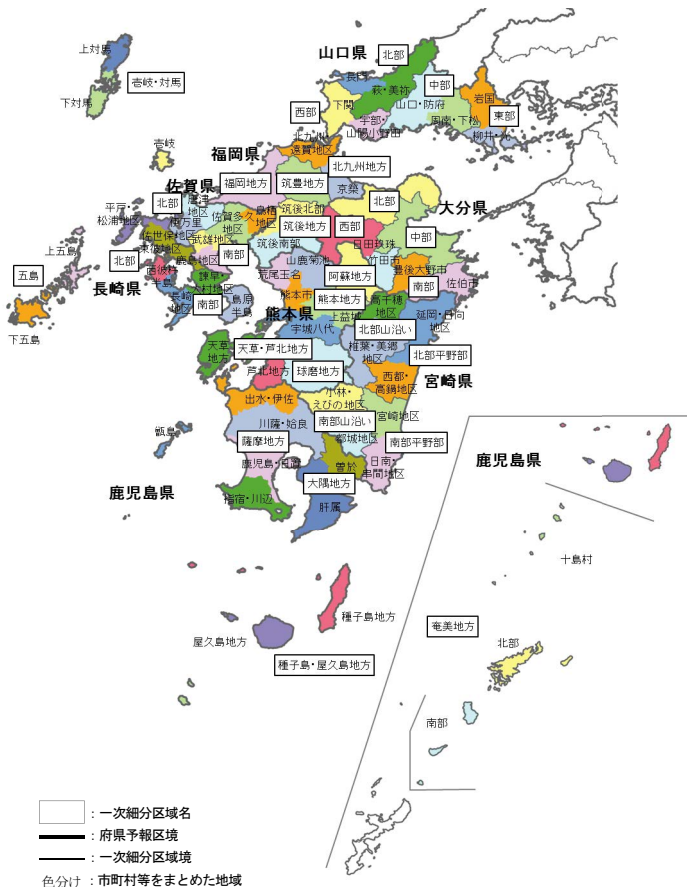 上対馬
壱岐・対馬
下対馬
壱岐
山口県
北部
長門
萩・美祢
中部
山口・防府
岩国
西部
下関
宇部・
山陽小野田
周南・下松
東部
柳井・光
福岡県
北九州・
遠賀地区
北九州地方
福岡地方
筑豊地方
京築
佐賀県
北部
唐津
地区
伊万里
地区
佐賀多久
地区
鳥栖
地区
筑後北部
筑後地方
筑後南部
武雄地区
鹿島地区
南部
大分県
北部
西部
日田玖珠
中部
竹田市
豊後大野市
南部
佐伯市
平戸・
松浦地区
佐世保地区
東彼地区
上五島
五島
下五島
北部
西彼杵
半島
長崎県
諫早・
大村地区
長崎
地区
南部
島原
半島
山鹿菊池
荒尾玉名
阿蘇地方
熊本市
熊本地方
上益城
熊本県
宇城八代
天草
地方
天草・芦北地方
芦北地方
球磨地方
高千穂
地区
延岡・日向
地区
北部山沿い
椎葉・美郷
地区
北部平野部
宮崎県
西都・
高鍋地区
小林・
えびの地区
宮崎地区
南部山沿い
都城地区
南部平野部
日南・
串間地区
出水・伊佐
川薩・姶良
甑島
薩摩地方
鹿児島・日置
曽於
大隅地方
鹿児島県
指宿・川辺
肝属
種子島地方
屋久島地方
種子島・屋久島地方
鹿児島県
十島村
奄美地方
北部
南部
：一次細分区域名
：府県予報区境
：一次細分区域境
色分け ：市町村等をまとめた地域